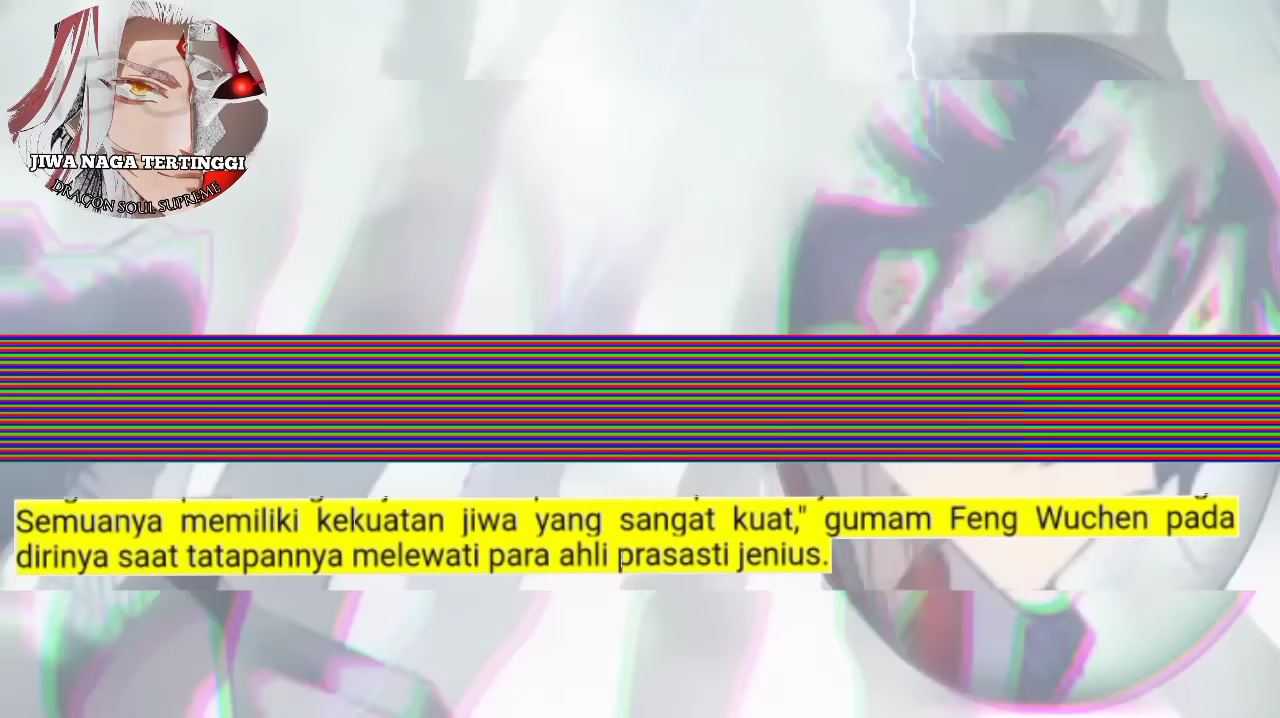 JIWA NAGA TERTINGGI
DRAGON SOUL SUPREME
Semuanya memiliki kekuatan jiwa yang sangat kuat," gumam Feng Wuchen pada
dirinya saat tatapannya melewati para ahli prasasti jenius.